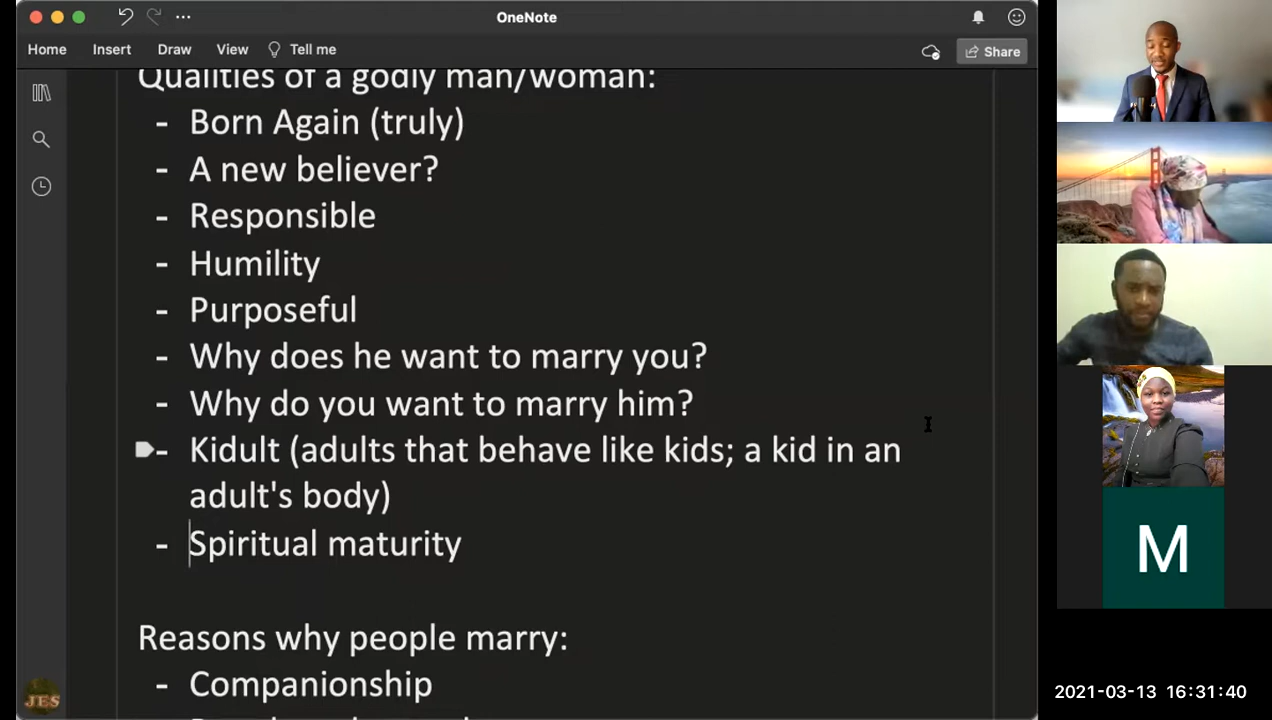 OneNote
Home Insert Draw View Tell me Share
Qualities of a godly man/woman:
- Born Again (truly)
- A new believer?
- Responsible
- Humility
- Purposeful
- Why does he want to marry you?
- Why do you want to marry him?
- Kidult (adults that behave like kids; a kid in an
adult's body)
- Spiritual maturity
Reasons why people marry:
- Companionship
JES
M
2021-03-13 16:31:40